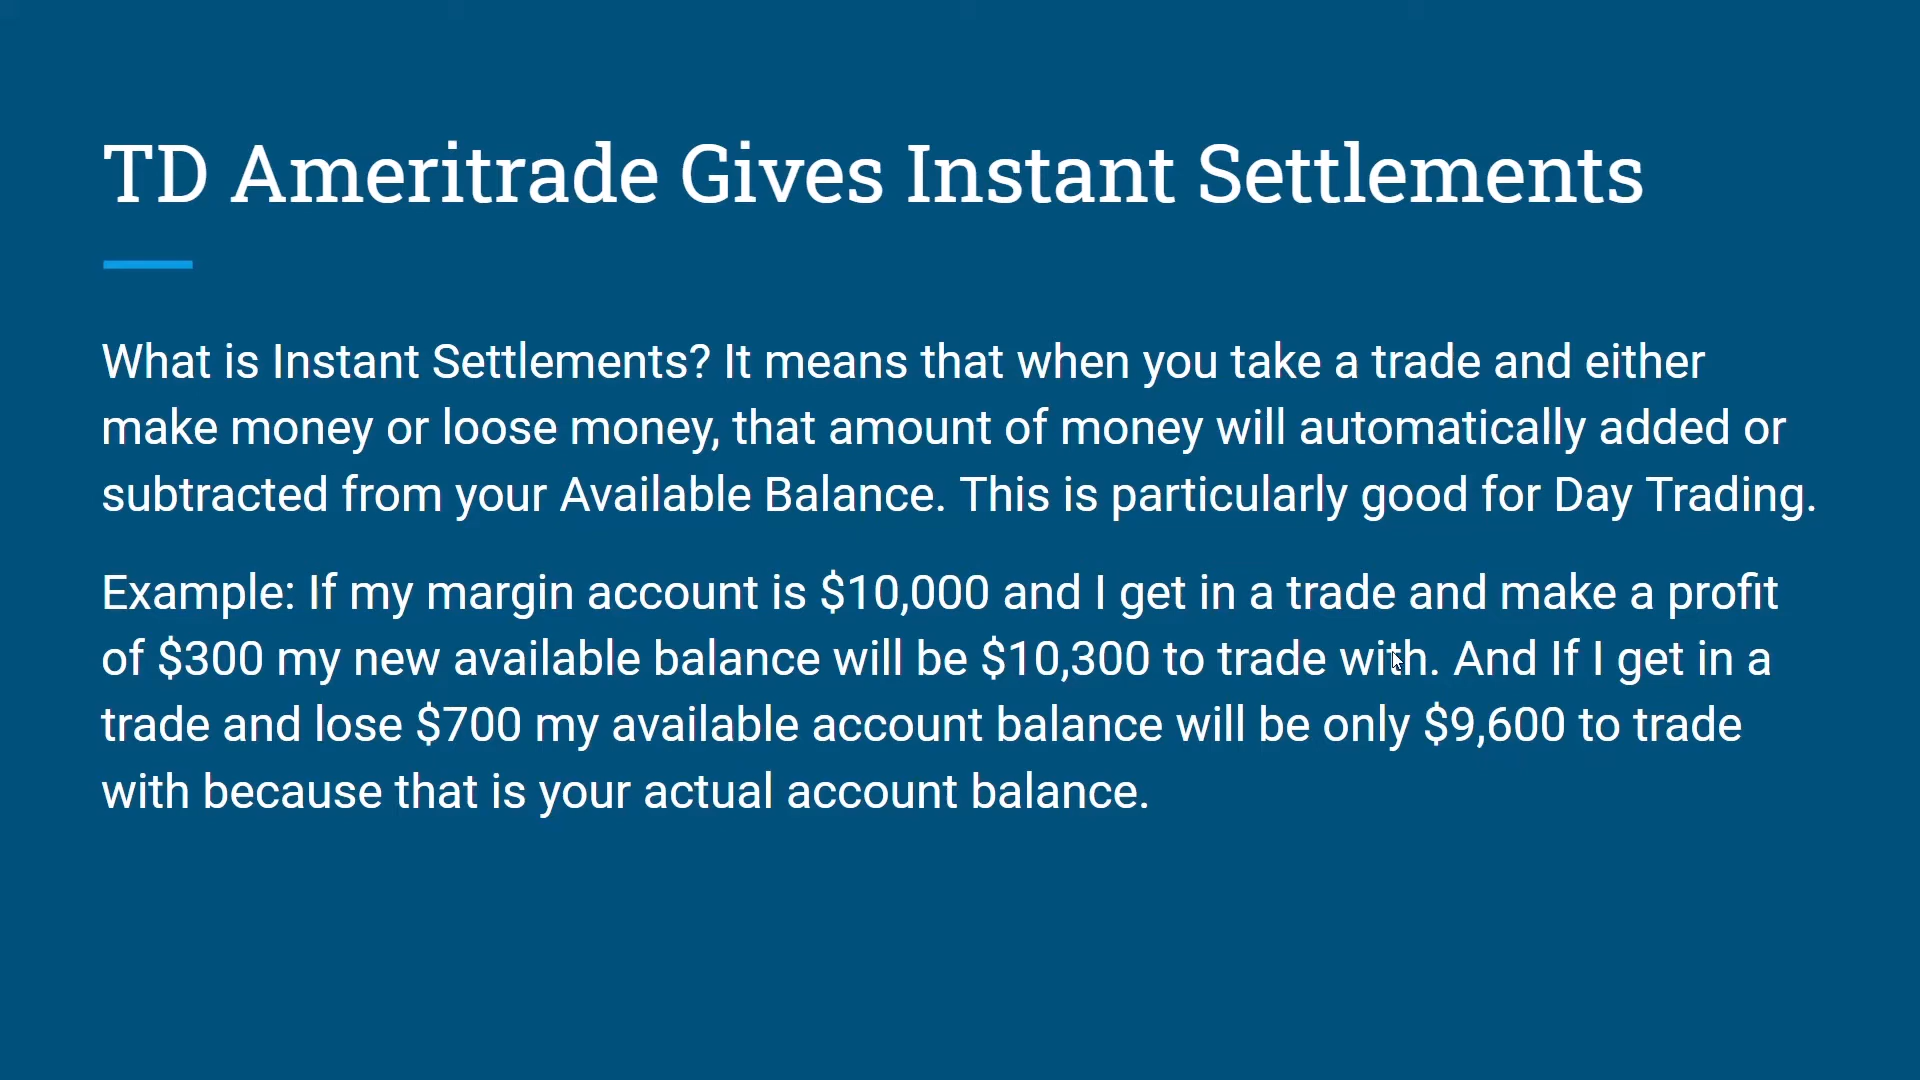 TD Ameritrade Gives Instant Settlements
What is Instant Settlements? It means that when you take a trade and either
make money or loose money, that amount of money will automatically added or
subtracted from your Available Balance. This is particularly good for Day Trading.
Example: If my margin account is $10,000 and I get in a trade and make a profit
of $300 my new available balance will be $10,300 to trade with. And If I get in a
trade and lose $700 my available account balance will be only $9,600 to trade
with because that is your actual account balance.